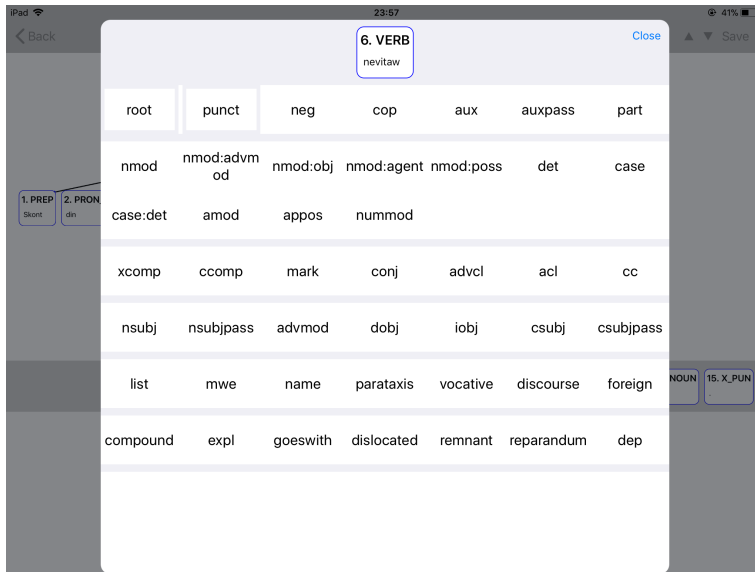 iPad 23:57 41%
Back Save
6. VERB Close
nevitaw
root punct neg cop aux auxpass part
nmod nmod:advm nmod:obj nmod:agent nmod:poss det case
od
1. PREP 2. PRON_
Skont din
case:det amod appos nummod
xcomp ccomp mark conj advcl acl cc
nsubj nsubjpass advmod dobj iobj csubj csubjpass
list mwe name parataxis vocative discourse foreign
NOUN 15. X_PUN
.
compound expl goeswith dislocated remnant reparandum dep